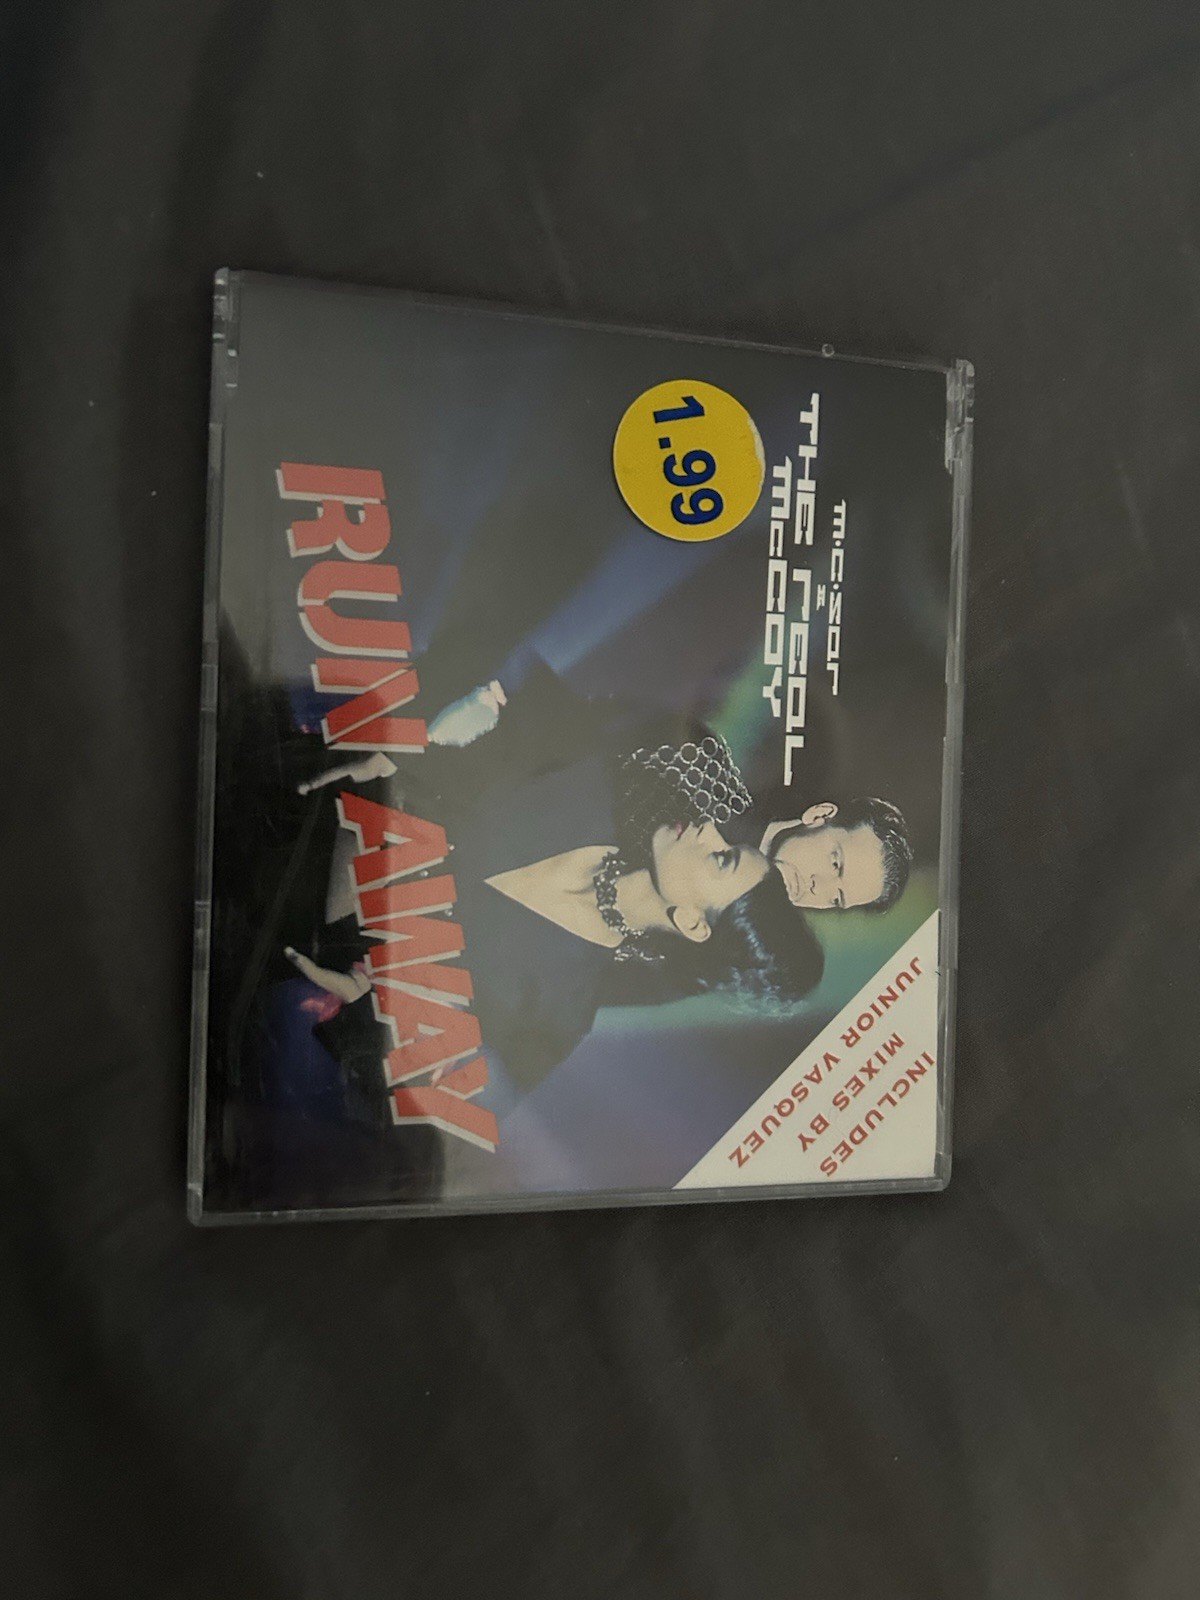 M.C. SAR
&
THE REAL
McCOY
1.99
INCLUDES
MIXES BY
JUNIOR VASQUEZ
RUN AWAY